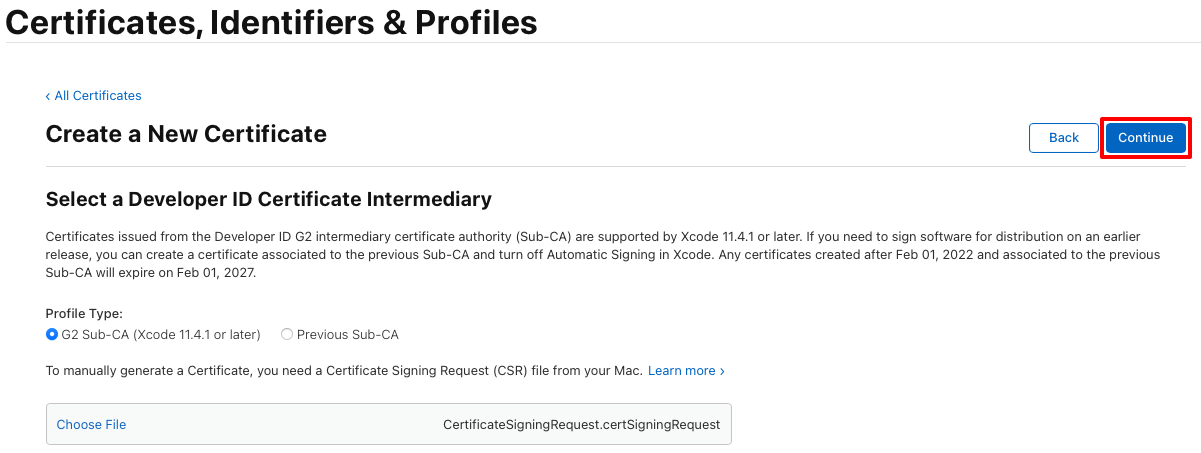 Certificates, Identifiers & Profiles
‹ All Certificates
Create a New Certificate
Back
Continue
Select a Developer ID Certificate Intermediary
Certificates issued from the Developer ID G2 intermediary certificate authority (Sub-CA) are supported by Xcode 11.4.1 or later. If you need to sign software for distribution on an earlier
release, you can create a certificate associated to the previous Sub-CA and turn off Automatic Signing in Xcode. Any certificates created after Feb 01, 2022 and associated to the previous
Sub-CA will expire on Feb 01, 2027.
Profile Type:
G2 Sub-CA (Xcode 11.4.1 or later) Previous Sub-CA
To manually generate a Certificate, you need a Certificate Signing Request (CSR) file from your Mac. Learn more ›
Choose File CertificateSigningRequest.certSigningRequest